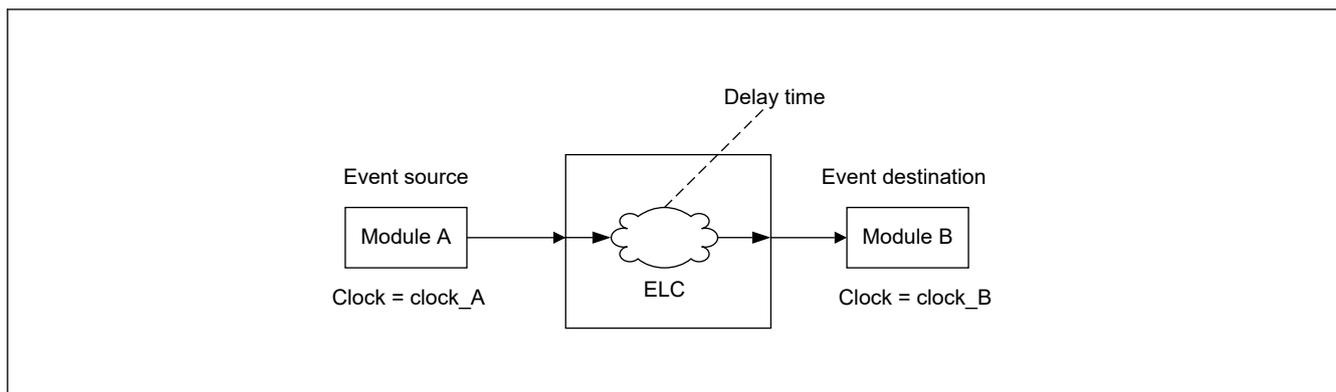 Delay time
Event source
Event destination
Module A
Module B
ELC
Clock = clock_A
Clock = clock_B